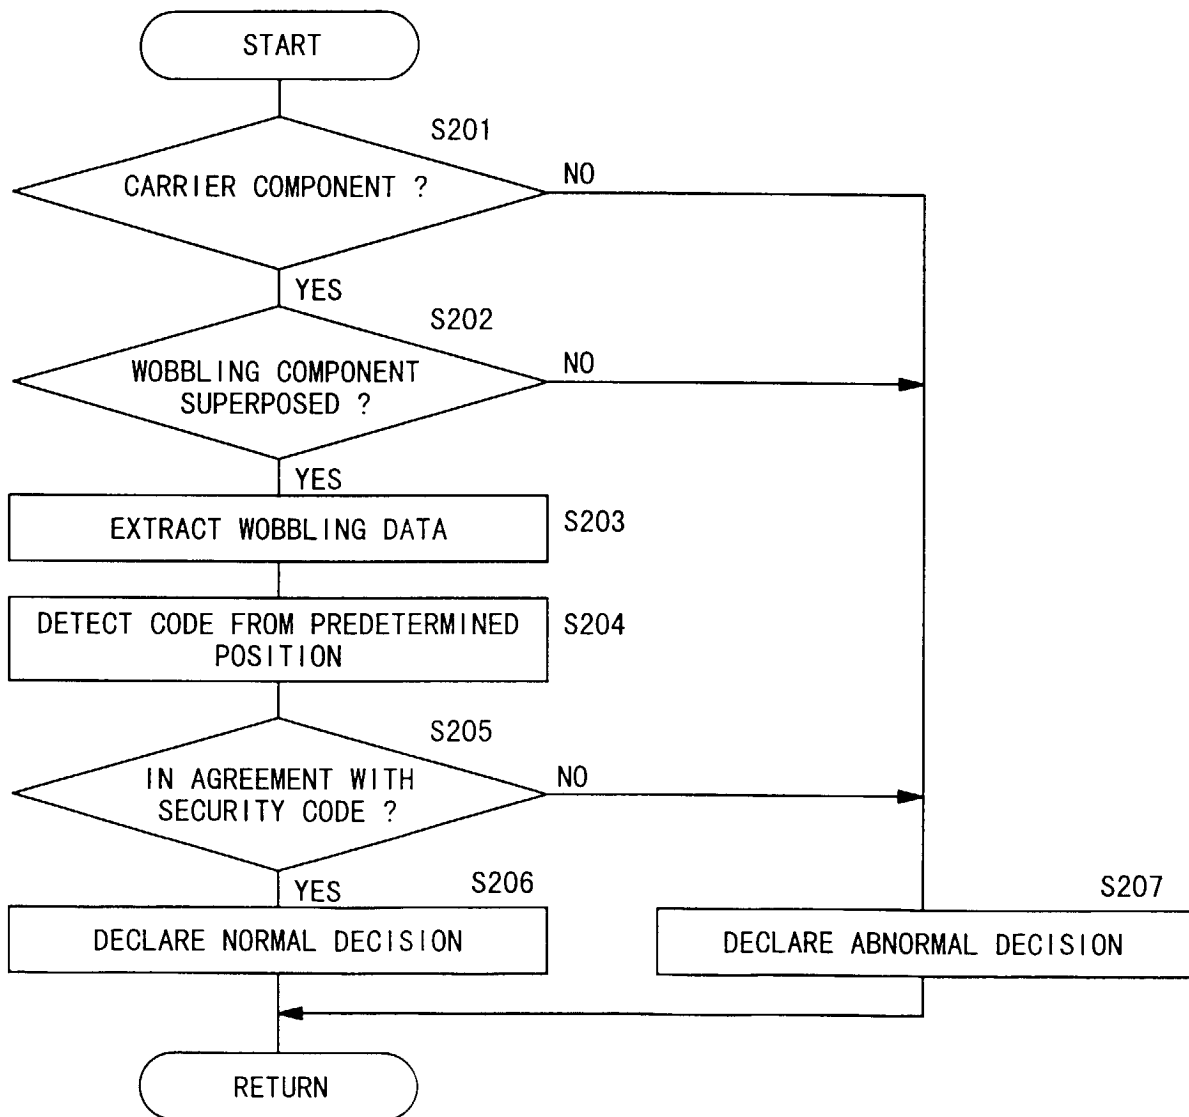 START
S201
CARRIER COMPONENT ?
NO
YES
S202
WOBBLING COMPONENT
SUPERPOSED ?
NO
YES
EXTRACT WOBBLING DATA
S203
DETECT CODE FROM PREDETERMINED
POSITION
S204
S205
IN AGREEMENT WITH
SECURITY CODE ?
NO
YES
S206
DECLARE NORMAL DECISION
S207
DECLARE ABNORMAL DECISION
RETURN